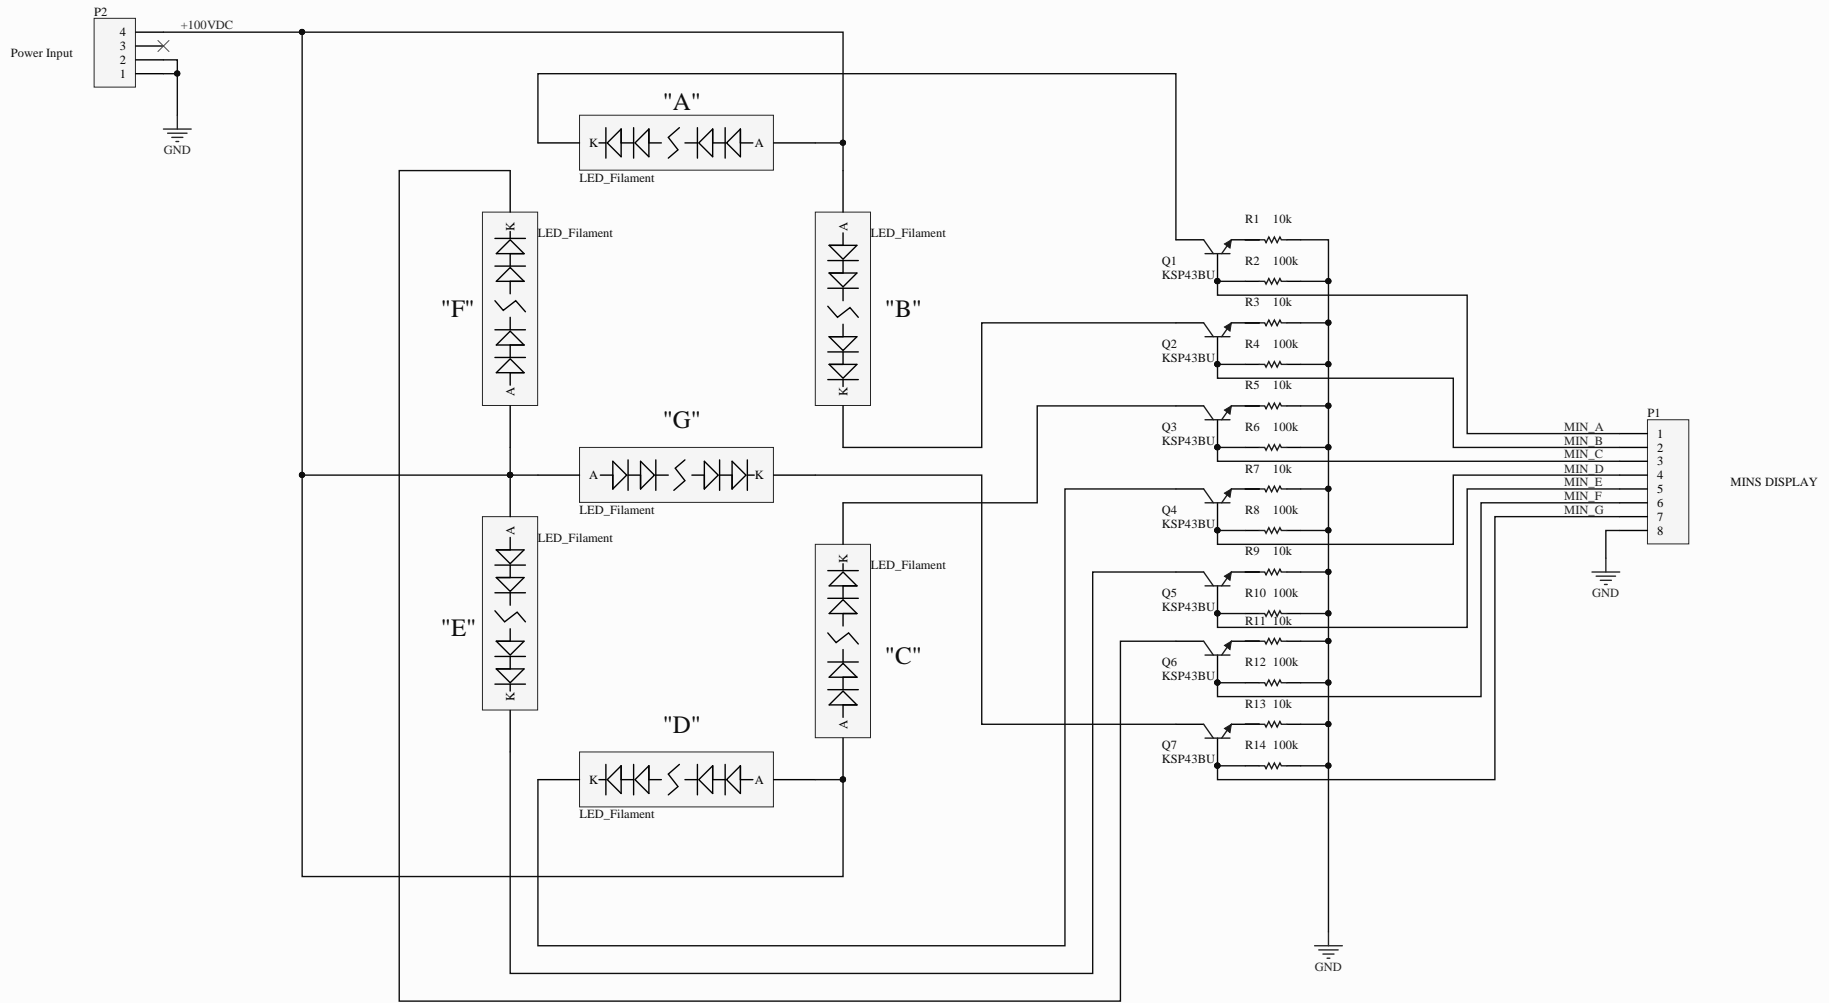 P2
4 +100VDC
3
2
1
Power Input
GND
"A"
K A
LED_Filament
K
LED_Filament
"F"
A
A
LED_Filament
"B"
K
"G"
A K
LED_Filament
A
LED_Filament
"E"
K
K
LED_Filament
"C"
A
"D"
K A
LED_Filament
R1 10k
Q1 R2 100k
KSP43BU
R3 10k
Q2 R4 100k
KSP43BU
R5 10k
Q3 R6 100k
KSP43BU
R7 10k
Q4 R8 100k
KSP43BU
R9 10k
Q5 R10 100k
KSP43BU
R11 10k
Q6 R12 100k
KSP43BU
R13 10k
Q7 R14 100k
KSP43BU
GND
P1
MIN_A 1
MIN_B 2
MIN_C 3
MIN_D 4
MIN_E 5
MIN_F 6
MIN_G 7
8
MINS DISPLAY
GND